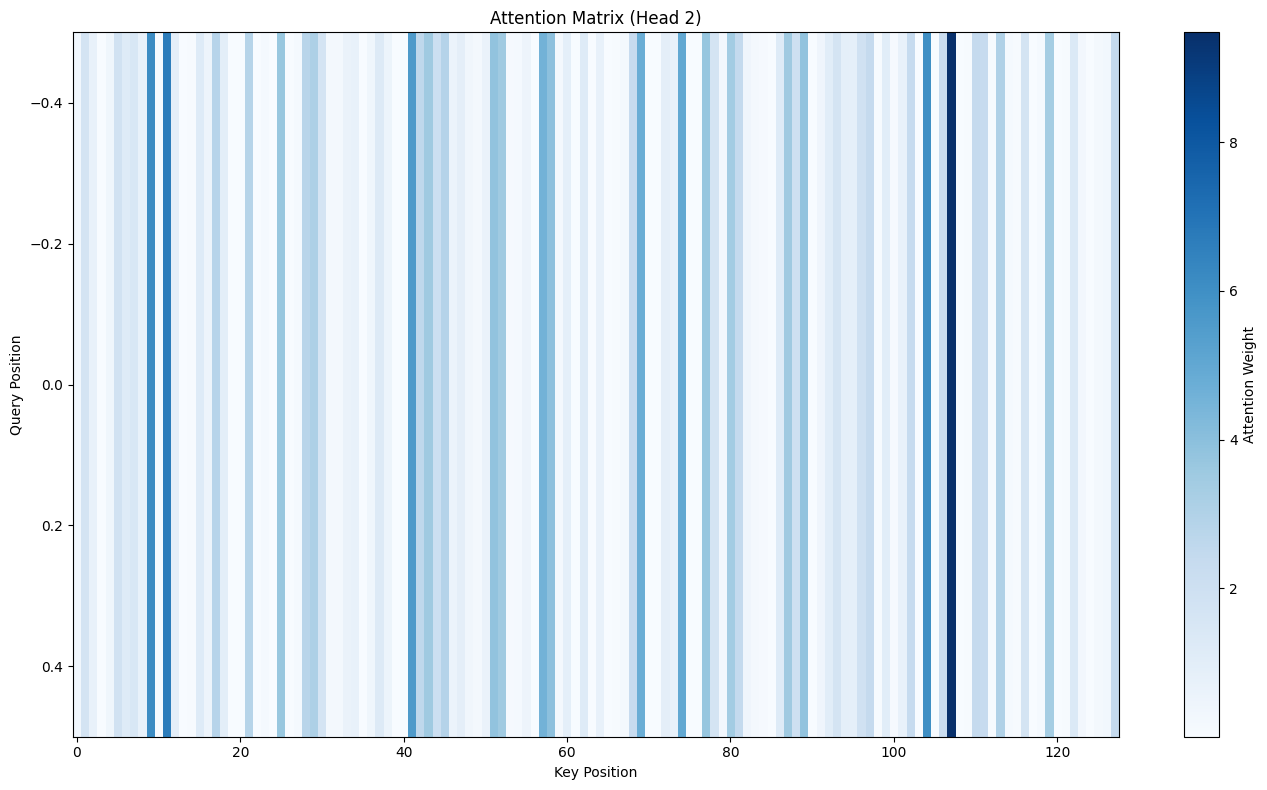 Attention Matrix (Head 2)
−0.4
−0.2
0.0
0.2
0.4
Query Position
0 20 40 60 80 100 120
Key Position
8
6
4
2
Attention Weight